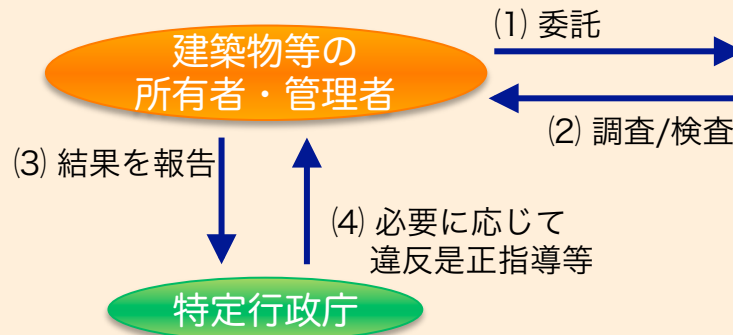 (1) 委託
建築物等の
所有者・管理者
(2) 調査/検査
(3) 結果を報告
(4) 必要に応じて
違反是正指導等
特定行政庁